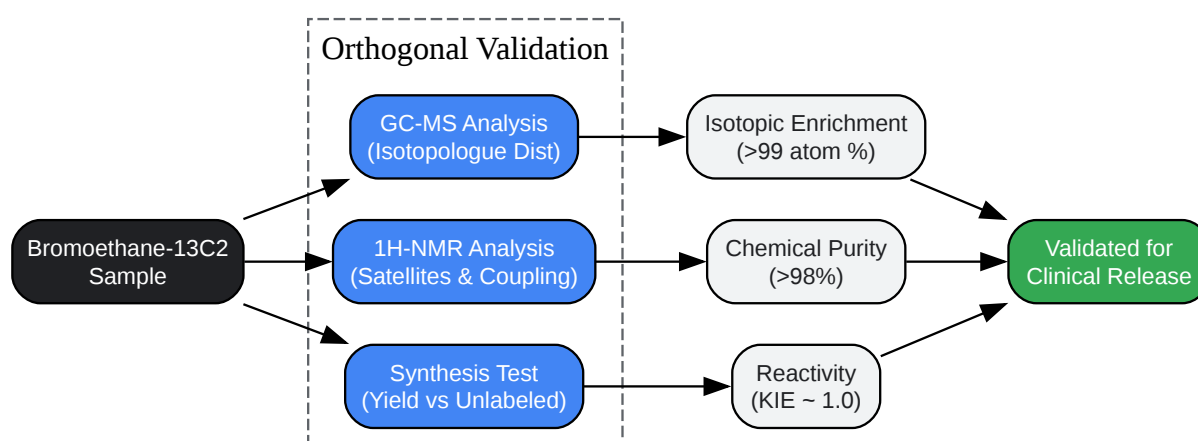 Orthogonal Validation
GC-MS Analysis
(Isotopologue Dist)
Isotopic Enrichment
(>99 atom %)
Bromoethane-13C2
Sample
1H-NMR Analysis
(Satellites & Coupling)
Chemical Purity
(>98%)
Validated for
Clinical Release
Synthesis Test
(Yield vs Unlabeled)
Reactivity
(KIE ~ 1.0)